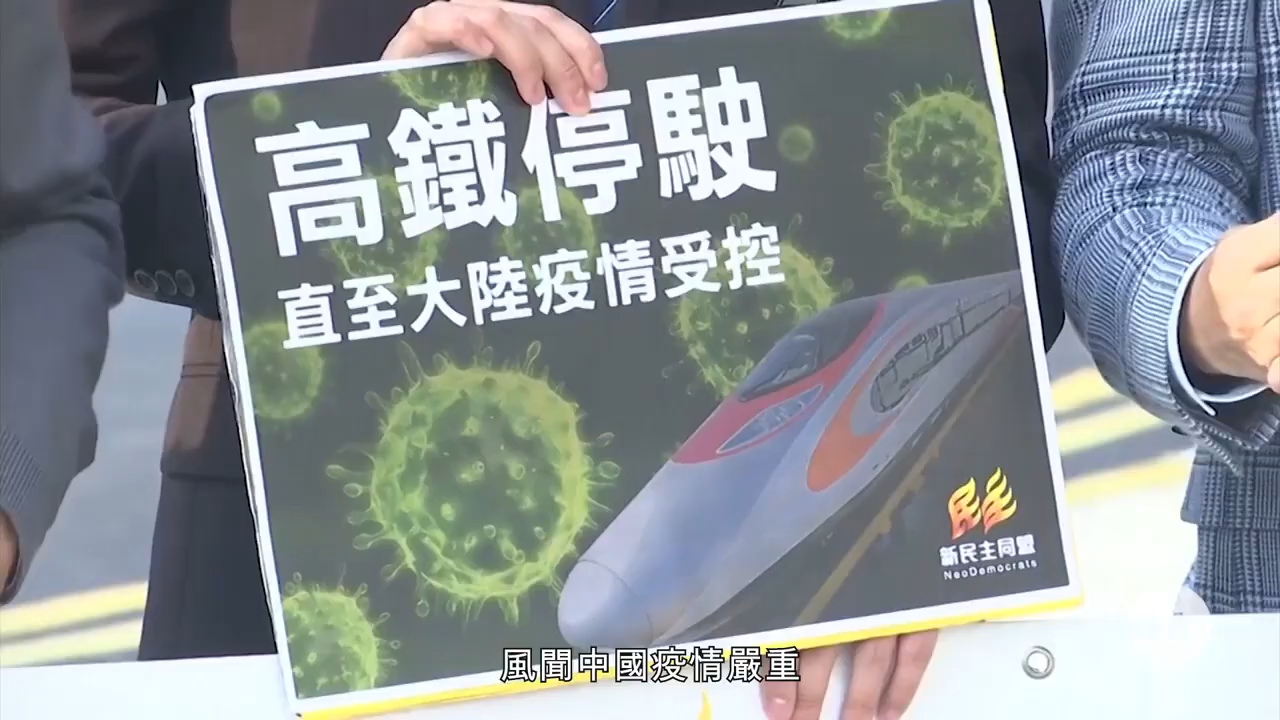 高鐵停駛
直至大陸疫情受控
民主
新民主同盟
NeoDemocrats
風聞中國疫情嚴重